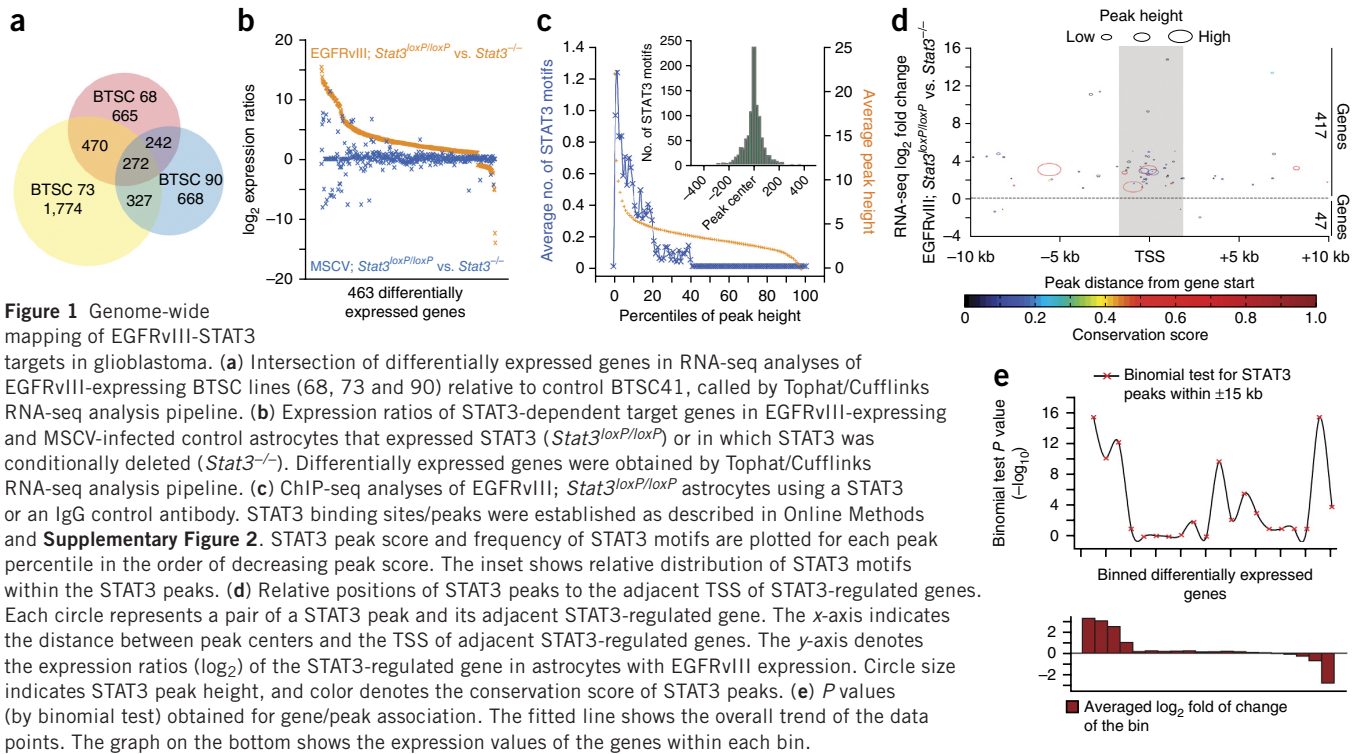 a
BTSC 68
665
470
242
272
BTSC 73
1,774
327
BTSC 90
668
b
log2 expression ratios
20
10
0
−10
−20
EGFRvIII; Stat3loxP/loxP vs. Stat3−/−
MSCV; Stat3loxP/loxP vs. Stat3−/−
463 differentially
expressed genes
c
Average no. of STAT3 motifs
1.4
1.2
1.0
0.8
0.6
0.4
0.2
0
0 20 40 60 80 100
Percentiles of peak height
25
20
15
10
5
0
Average peak height
No. of STAT3 motifs
250
200
150
100
50
0
−400
−200
Peak center
200
400
d
Peak height
Low
High
RNA-seq log2 fold change
EGFRvIII; Stat3loxP/loxP vs. Stat3−/−
16
12
8
4
0
−4
Genes
417
47
−10 kb −5 kb TSS +5 kb +10 kb
Peak distance from gene start
0 0.2 0.4 0.6 0.8 1.0
Conservation score
Figure 1 Genome-wide
mapping of EGFRvIII-STAT3
targets in glioblastoma. (a) Intersection of differentially expressed genes in RNA-seq analyses of
EGFRvIII-expressing BTSC lines (68, 73 and 90) relative to control BTSC41, called by Tophat/Cufflinks
RNA-seq analysis pipeline. (b) Expression ratios of STAT3-dependent target genes in EGFRvIII-expressing
and MSCV-infected control astrocytes that expressed STAT3 (Stat3loxP/loxP) or in which STAT3 was
conditionally deleted (Stat3−/−). Differentially expressed genes were obtained by Tophat/Cufflinks
RNA-seq analysis pipeline. (c) ChIP-seq analyses of EGFRvIII; Stat3loxP/loxP astrocytes using a STAT3
or an IgG control antibody. STAT3 binding sites/peaks were established as described in Online Methods
and Supplementary Figure 2. STAT3 peak score and frequency of STAT3 motifs are plotted for each peak
percentile in the order of decreasing peak score. The inset shows relative distribution of STAT3 motifs
within the STAT3 peaks. (d) Relative positions of STAT3 peaks to the adjacent TSS of STAT3-regulated genes.
Each circle represents a pair of a STAT3 peak and its adjacent STAT3-regulated gene. The x-axis indicates
the distance between peak centers and the TSS of adjacent STAT3-regulated genes. The y-axis denotes
the expression ratios (log2) of the STAT3-regulated gene in astrocytes with EGFRvIII expression. Circle size
indicates STAT3 peak height, and color denotes the conservation score of STAT3 peaks. (e) P values
(by binomial test) obtained for gene/peak association. The fitted line shows the overall trend of the data
points. The graph on the bottom shows the expression values of the genes within each bin.
e
Binomial test for STAT3
peaks within ±15 kb
Binomial test P value
(−log10)
16
12
8
4
0
Binned differentially expressed
genes
2
0
−2
Averaged log2 fold of change
of the bin